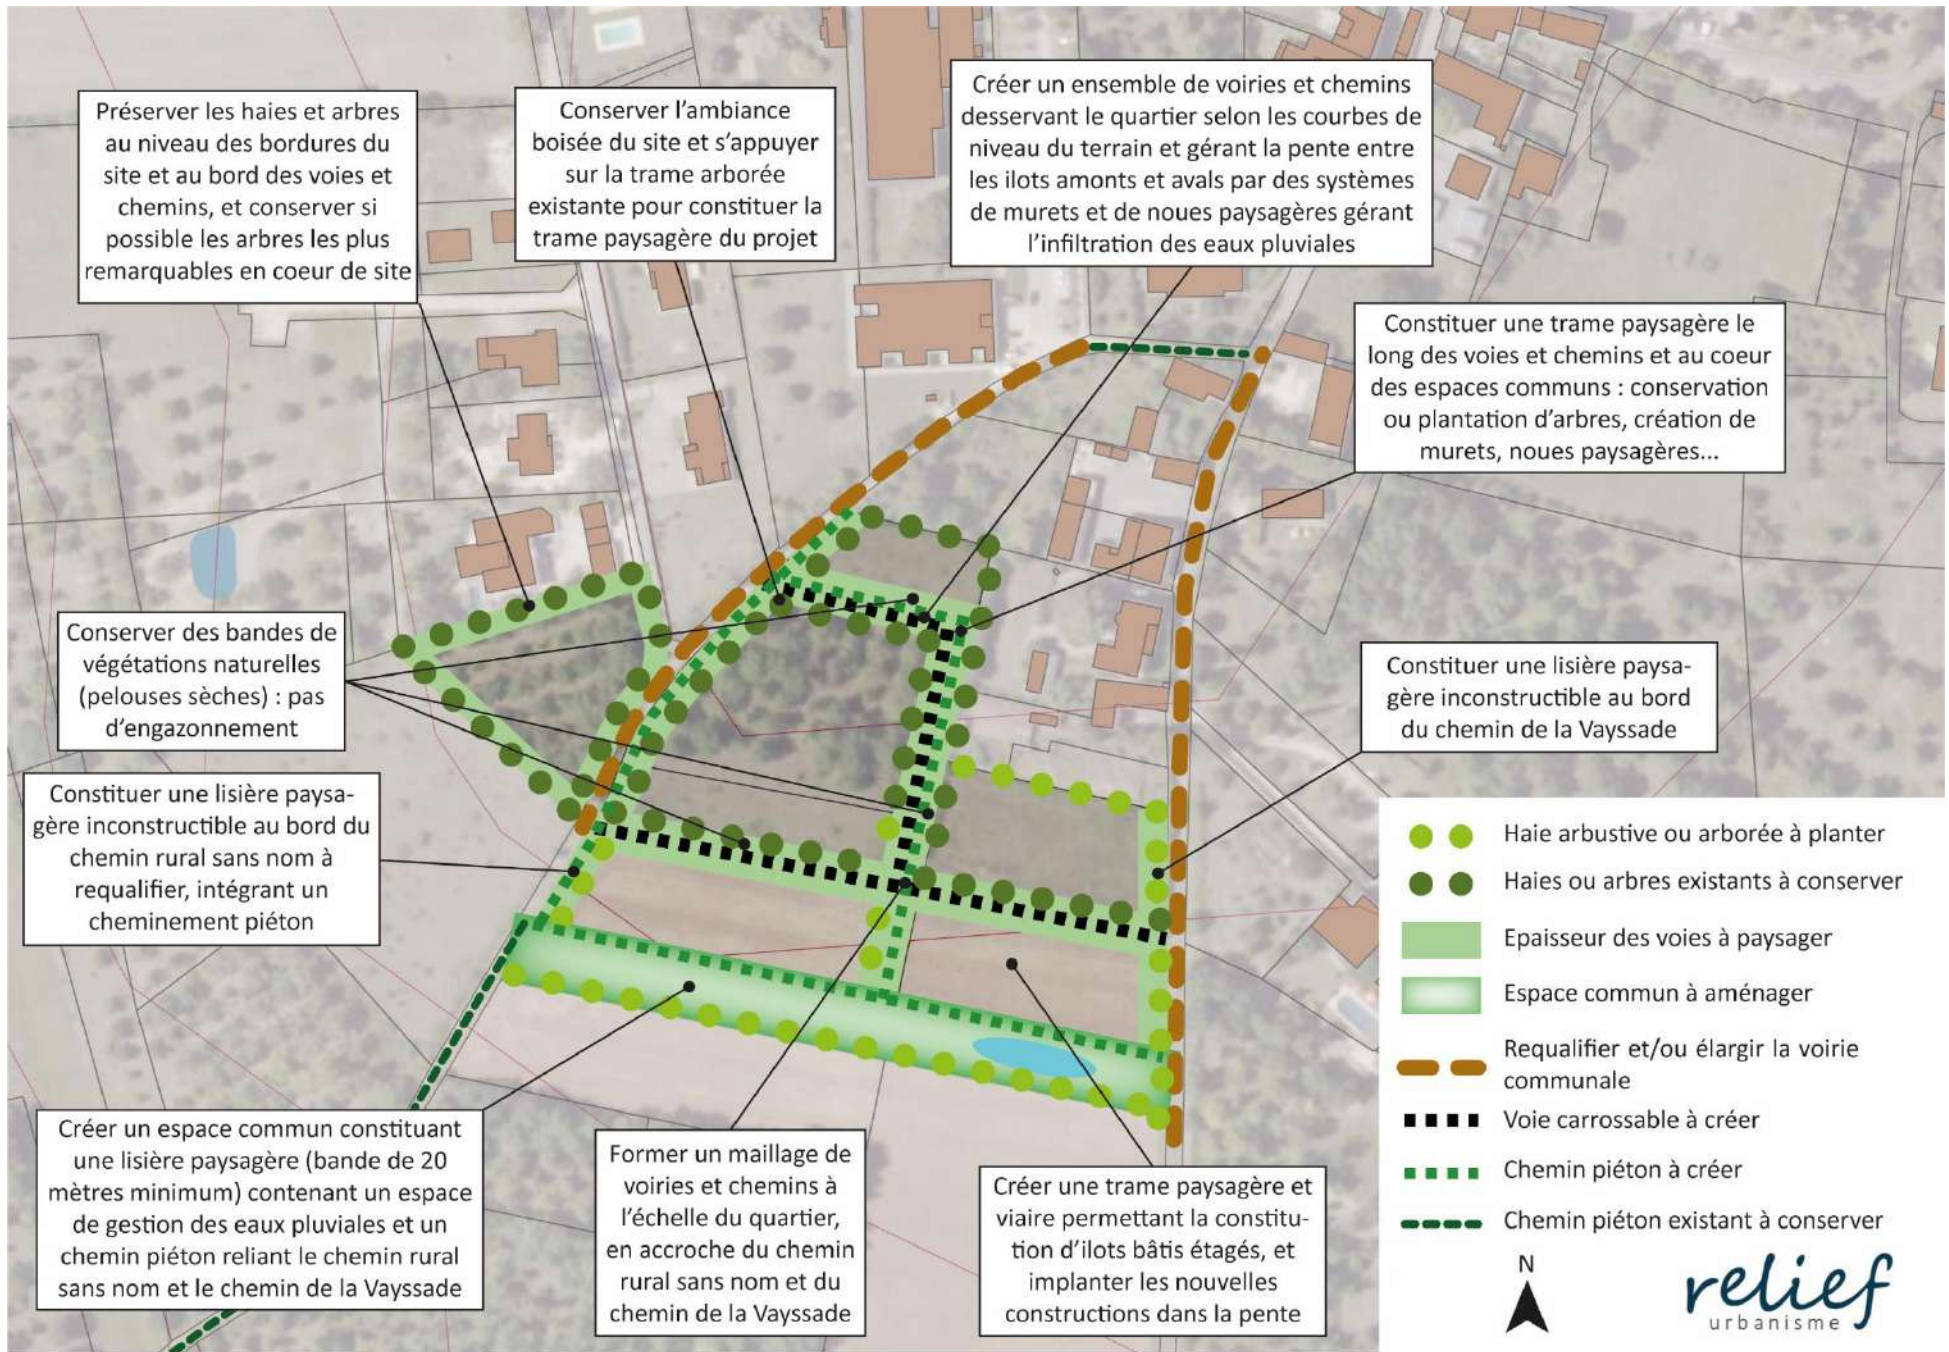 Préserver les haies et arbres
au niveau des bordures du
site et au bord des voies et
chemins, et conserver si
possible les arbres les plus
remarquables en coeur de site
Conserver l'ambiance
boisée du site et s'appuyer
sur la trame arborée
existante pour constituer la
trame paysagère du projet
Créer un ensemble de voiries et chemins
desservant le quartier selon les courbes de
niveau du terrain et gérant la pente entre
les ilots amonts et avals par des systèmes
de murets et de noues paysagères gérant
l'infiltration des eaux pluviales
Constituer une trame paysagère le
long des voies et chemins et au coeur
des espaces communs : conservation
ou plantation d'arbres, création de
murets, noues paysagères...
Conserver des bandes de
végétations naturelles
(pelouses sèches) : pas
d'engazonnement
Constituer une lisière paysa-
gère inconstructible au bord
du chemin de la Vayssade
Constituer une lisière paysa-
gère inconstructible au bord du
chemin rural sans nom à
requalifier, intégrant un
cheminement piéton
Créer un espace commun constituant
une lisière paysagère (bande de 20
mètres minimum) contenant un espace
de gestion des eaux pluviales et un
chemin piéton reliant le chemin rural
sans nom et le chemin de la Vayssade
Former un maillage de
voiries et chemins à
l'échelle du quartier,
en accroche du chemin
rural sans nom et du
chemin de la Vayssade
Créer une trame paysagère et
viaire permettant la constitu-
tion d'ilots bâtis étagés, et
implanter les nouvelles
constructions dans la pente
Haie arbustive ou arborée à planter
Haies ou arbres existants à conserver
Epaisseur des voies à paysager
Espace commun à aménager
Requalifier et/ou élargir la voirie
communale
Voie carrossable à créer
Chemin piéton à créer
Chemin piéton existant à conserver
N
relief
urbanisme